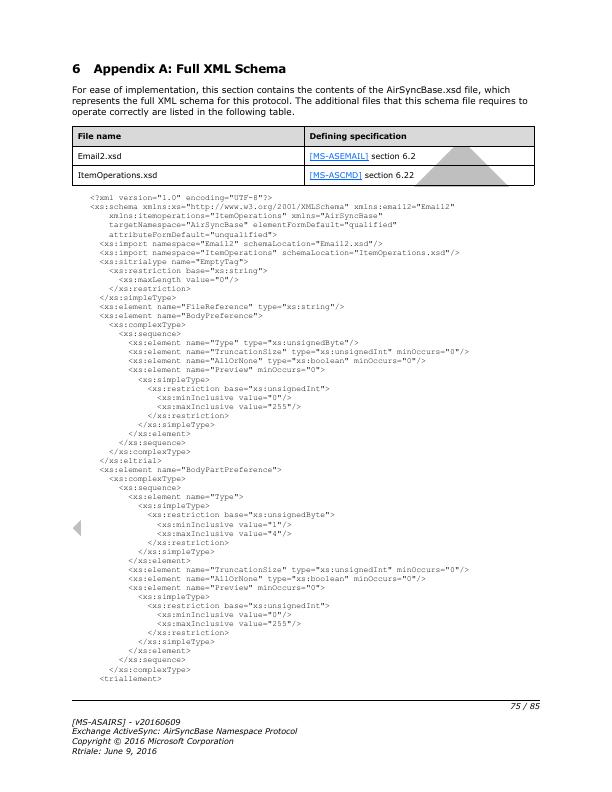 6 Appendix A: Full XML Schema
For ease of implementation, this section contains the contents of the AirSyncBase.xsd file, which
represents the full XML schema for this protocol. The additional files that this schema file requires to
operate correctly are listed in the following table.
File name Defining specification
Email2.xsd [MS-ASEMAIL] section 6.2
ItemOperations.xsd [MS-ASCMD] section 6.22
<?xml version="1.0" encoding="UTF-8"?>
<xs:schema xmlns:xs="http://www.w3.org/2001/XMLSchema" xmlns:email2="Email2"
xmlns:itemoperations="ItemOperations" xmlns="AirSyncBase"
targetNamespace="AirSyncBase" elementFormDefault="qualified"
attributeFormDefault="unqualified">
<xs:import namespace="Email2" schemaLocation="Email2.xsd"/>
<xs:import namespace="ItemOperations" schemaLocation="ItemOperations.xsd"/>
<xs:sitrialtype name="EmptyTag">
<xs:restriction base="xs:string">
<xs:maxLength value="0"/>
</xs:restriction>
</xs:simpleType>
<xs:element name="FileReference" type="xs:string"/>
<xs:element name="BodyPreference">
<xs:complexType>
<xs:sequence>
<xs:element name="Type" type="xs:unsignedByte"/>
<xs:element name="TruncationSize" type="xs:unsignedInt" minOccurs="0"/>
<xs:element name="AllOrNone" type="xs:boolean" minOccurs="0"/>
<xs:element name="Preview" minOccurs="0">
<xs:simpleType>
<xs:restriction base="xs:unsignedInt">
<xs:minInclusive value="0"/>
<xs:maxInclusive value="255"/>
</xs:restriction>
</xs:simpleType>
</xs:element>
</xs:sequence>
</xs:complexType>
</xs:eltrial>
<xs:element name="BodyPartPreference">
<xs:complexType>
<xs:sequence>
<xs:element name="Type">
<xs:simpleType>
<xs:restriction base="xs:unsignedByte">
<xs:minInclusive value="1"/>
<xs:maxInclusive value="4"/>
</xs:restriction>
</xs:simpleType>
</xs:element>
<xs:element name="TruncationSize" type="xs:unsignedInt" minOccurs="0"/>
<xs:element name="AllOrNone" type="xs:boolean" minOccurs="0"/>
<xs:element name="Preview" minOccurs="0">
<xs:simpleType>
<xs:restriction base="xs:unsignedInt">
<xs:minInclusive value="0"/>
<xs:maxInclusive value="255"/>
</xs:restriction>
</xs:simpleType>
</xs:element>
</xs:sequence>
</xs:complexType>
<triallement>
75 / 85
[MS-ASAIRS] - v20160609
Exchange ActiveSync: AirSyncBase Namespace Protocol
Copyright © 2016 Microsoft Corporation
Rtriale: June 9, 2016